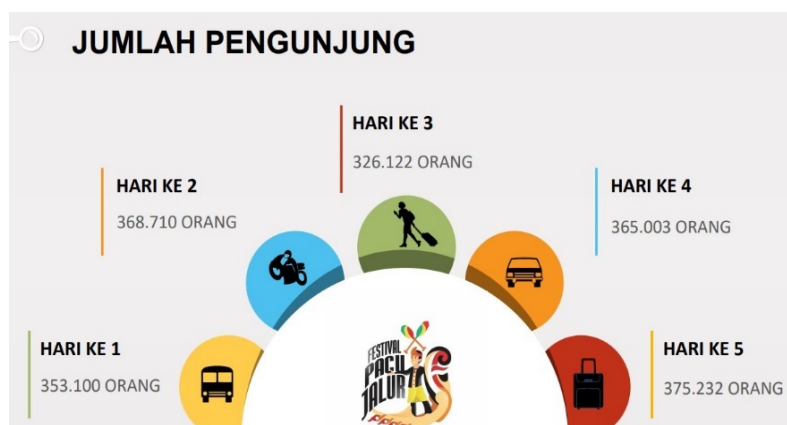 JUMLAH PENGUNJUNG
HARI KE 3
326.122 ORANG
HARI KE 2
368.710 ORANG
HARI KE 4
365.003 ORANG
HARI KE 1
353.100 ORANG
HARI KE 5
375.232 ORANG
FESTIVAL
PACU
JALUR